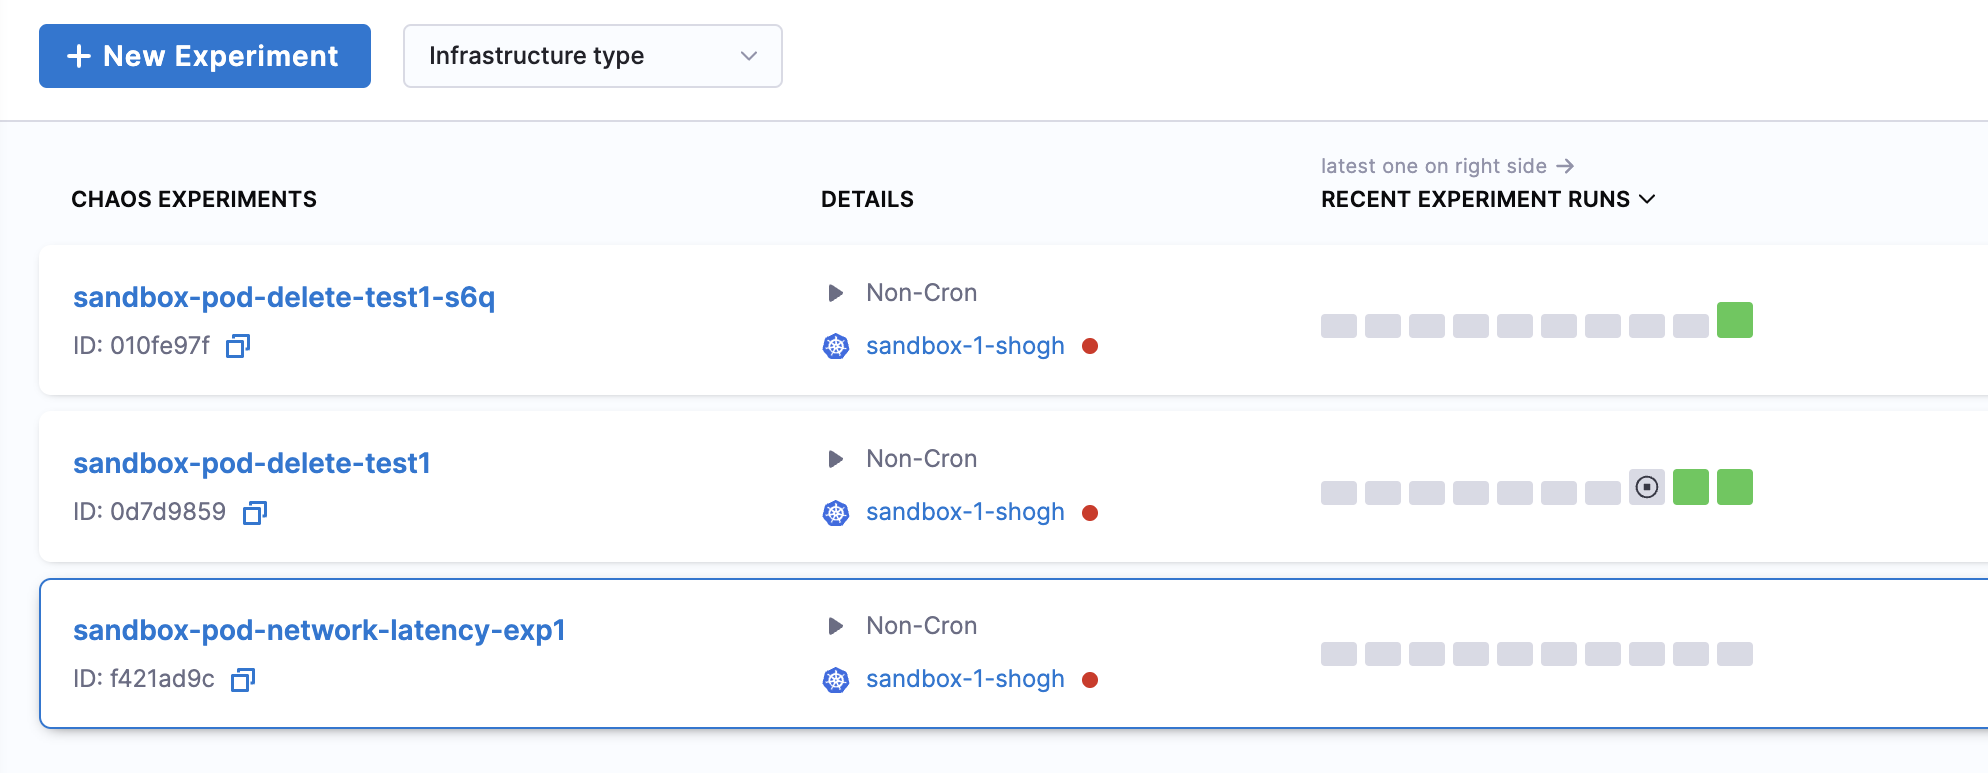 New Experiment
Infrastructure type
latest one on right side →
CHAOS EXPERIMENTS
DETAILS
RECENT EXPERIMENT RUNS
sandbox-pod-delete-test1-s6q
Non-Cron
ID: 010fe97f
sandbox-1-shogh
sandbox-pod-delete-test1
Non-Cron
ID: 0d7d9859
sandbox-1-shogh
sandbox-pod-network-latency-exp1
Non-Cron
ID: f421ad9c
sandbox-1-shogh